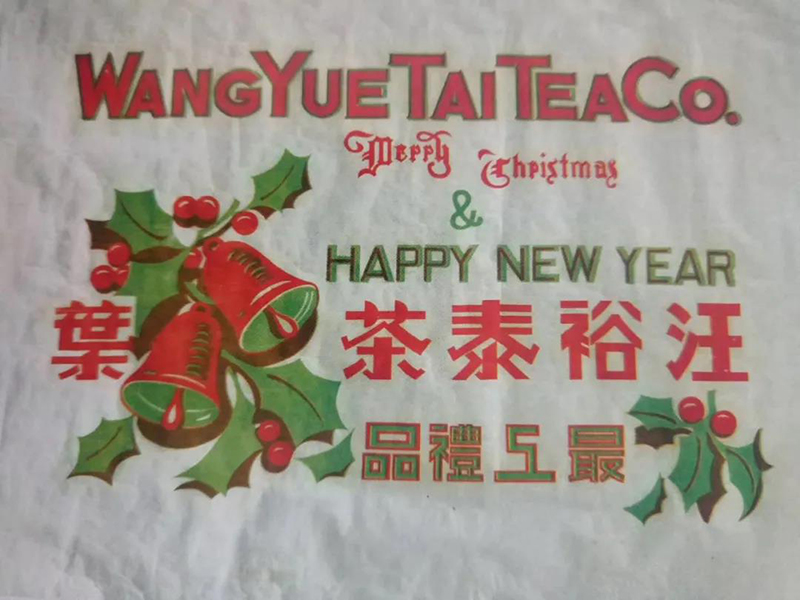 WANG YUE TAI TEA CO.
Merry Christmas
&
HAPPY NEW YEAR
汪裕泰茶葉
最上禮品